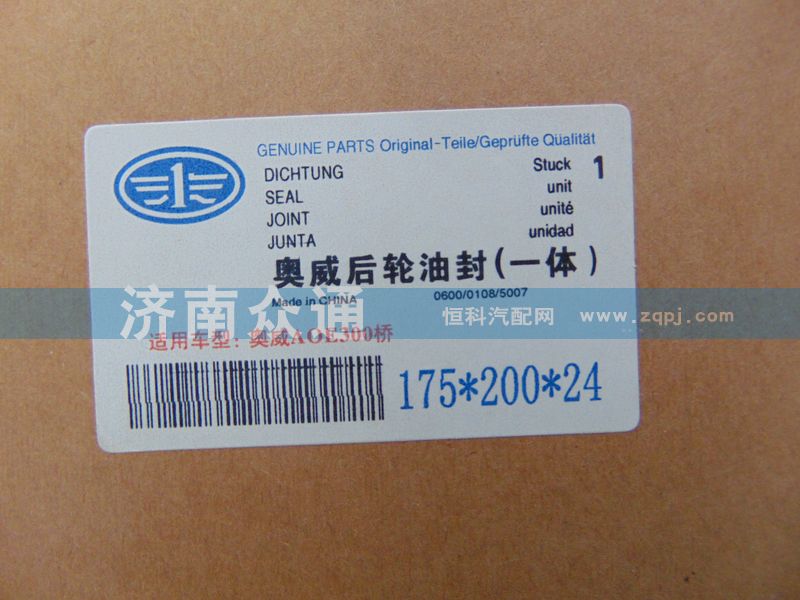 GENUINE PARTS Original-Teile/Geprüfte Qüalität
DICHTUNG Stuck 1
SEAL unit
JOINT unité
JUNTA unidad
奥威后轮油封(一体)
Made in CHINA 0600/0108/5007
济南众通 恒科汽配网 www.zqpj.com
适用车型：奥威AOE300桥
175*200*24